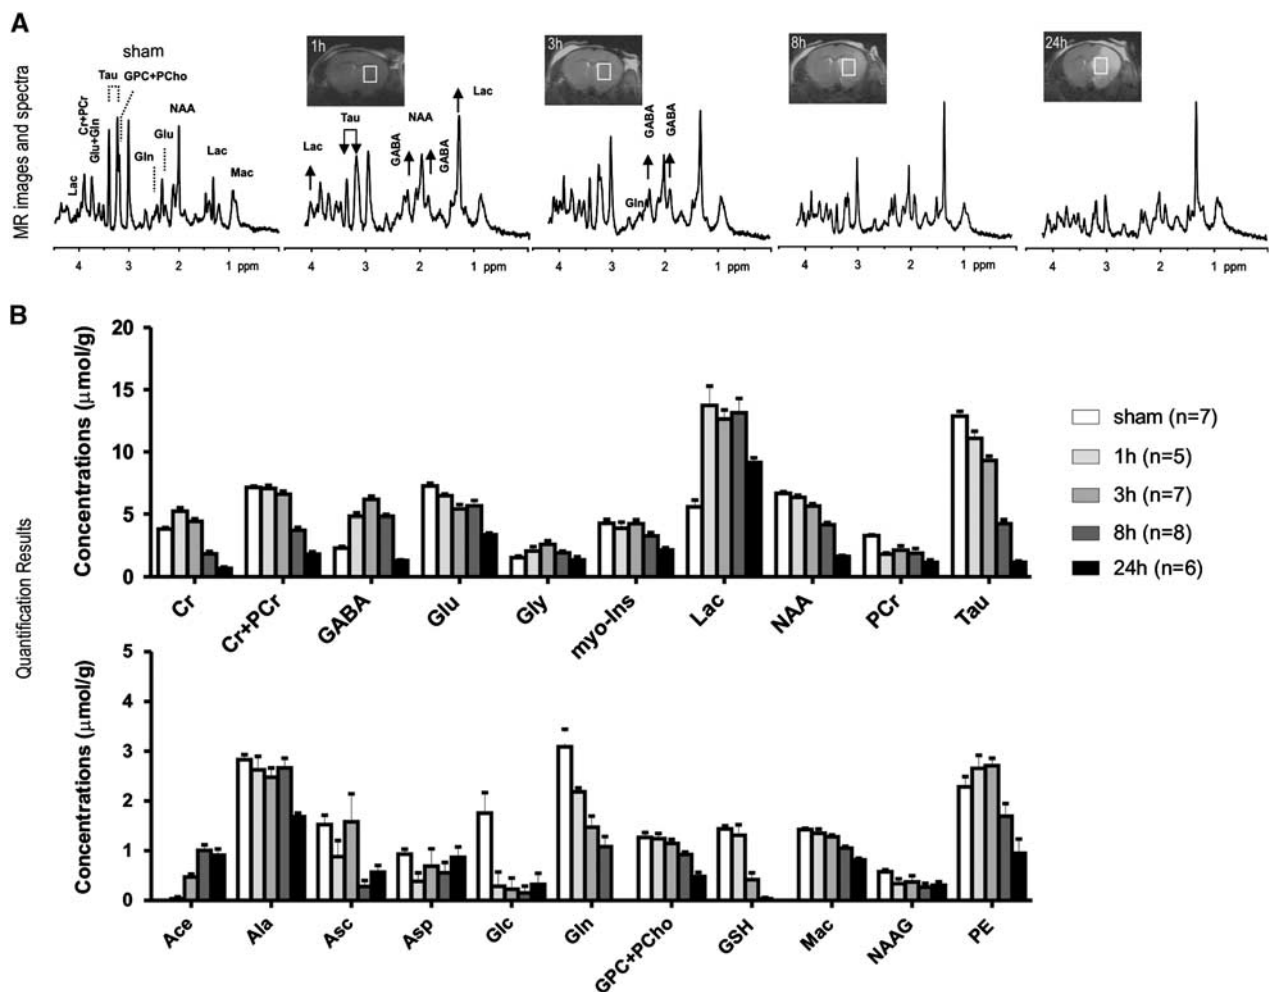 A
MR images and spectra
sham
Tau
GPC+PCho
Cr+PCr
Glu+Gln
NAA
Glu
Gln
Lac
Lac
Mac
4 3 2 1 ppm
1h
Lac
Tau
GABA
NAA
GABA
Lac
4 3 2 1 ppm
3h
Gln
GABA
GABA
4 3 2 1 ppm
8h
4 3 2 1 ppm
24h
4 3 2 1 ppm
B
Quantification Results
Concentrations (μmol/g)
20
15
10
5
0
Cr Cr+PCr GABA Glu Gly myo-Ins Lac NAA PCr Tau
sham (n=7)
1h (n=5)
3h (n=7)
8h (n=8)
24h (n=6)
Concentrations (μmol/g)
5
4
3
2
1
0
Ace Ala Asc Asp Glc Gln GPC+PCho GSH Mac NAAG PE